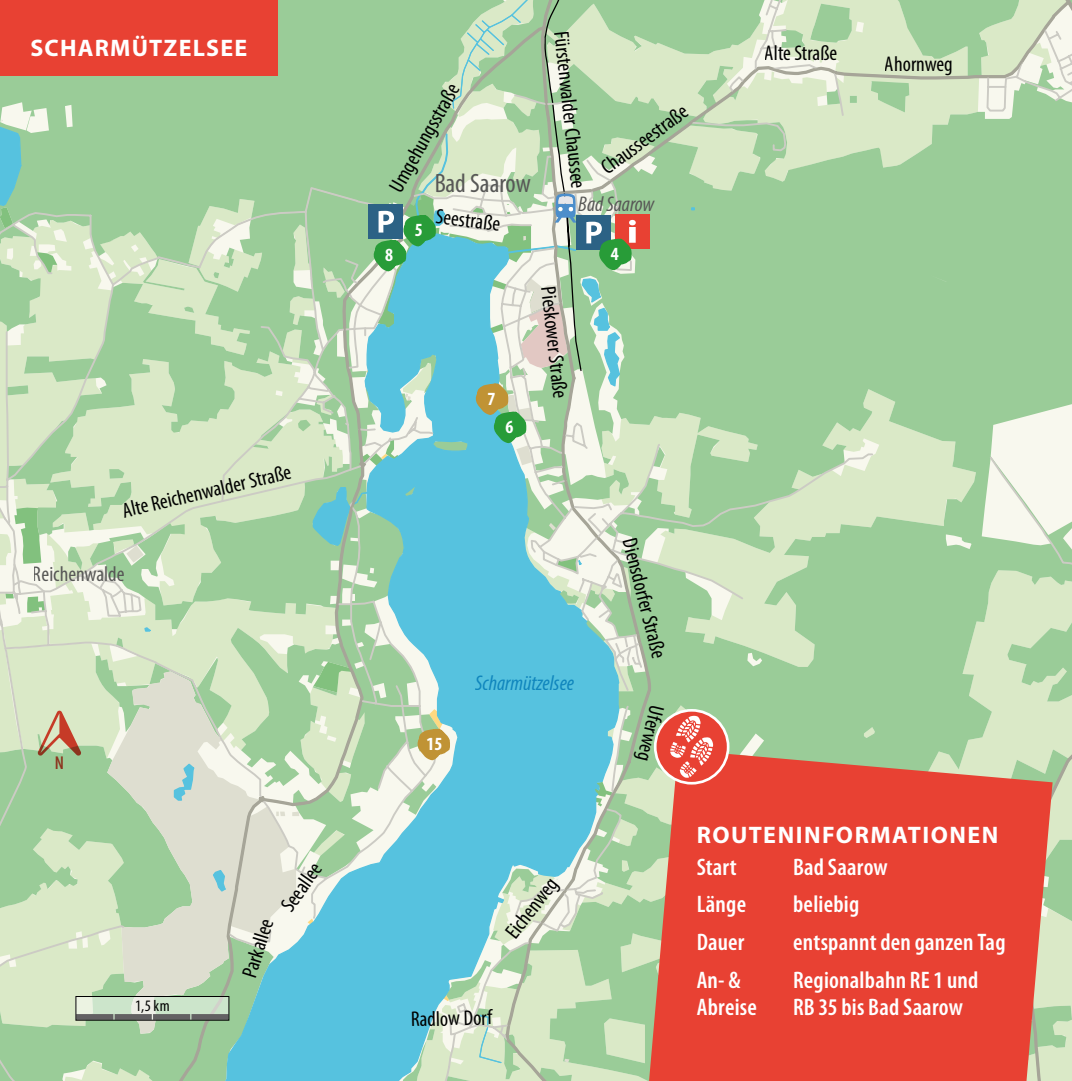 SCHARMÜTZELSEE
Fürstenwalder Chaussee
Alte Straße
Ahornweg
Umgehungsstraße
Chausseestraße
Bad Saarow
Bad Saarow
P
5
Seestraße
P
i
8
4
Pieskower Straße
7
6
Alte Reichenwalder Straße
Reichenwalde
Diensdorfer Straße
Scharmützelsee
Uferweg
15
N
Seeallee
Parkallee
Eichenweg
1,5 km
Radlow Dorf
ROUTENINFORMATIONEN
Start Bad Saarow
Länge beliebig
Dauer entspannt den ganzen Tag
An- & Regionalbahn RE 1 und
Abreise RB 35 bis Bad Saarow